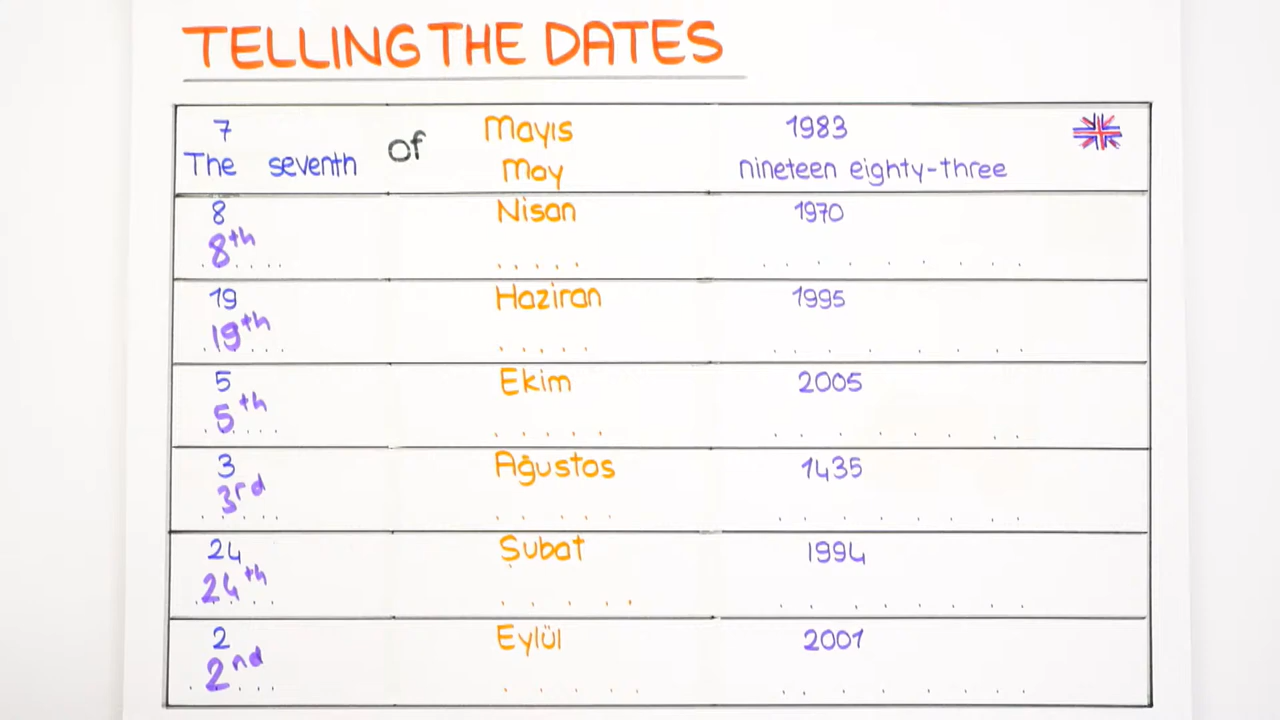 TELLING THE DATES
7 of Mayıs 1983
The seventh May nineteen eighty-three
8 Nisan 1970
8th ..... .........
19 Haziran 1995
19th ..... ........
5 Ekim 2005
5th ..... ........
3 Ağustos 1435
3rd ..... ........
24 Şubat 1994
24th ..... ........
2 Eylül 2001
2nd ..... ........